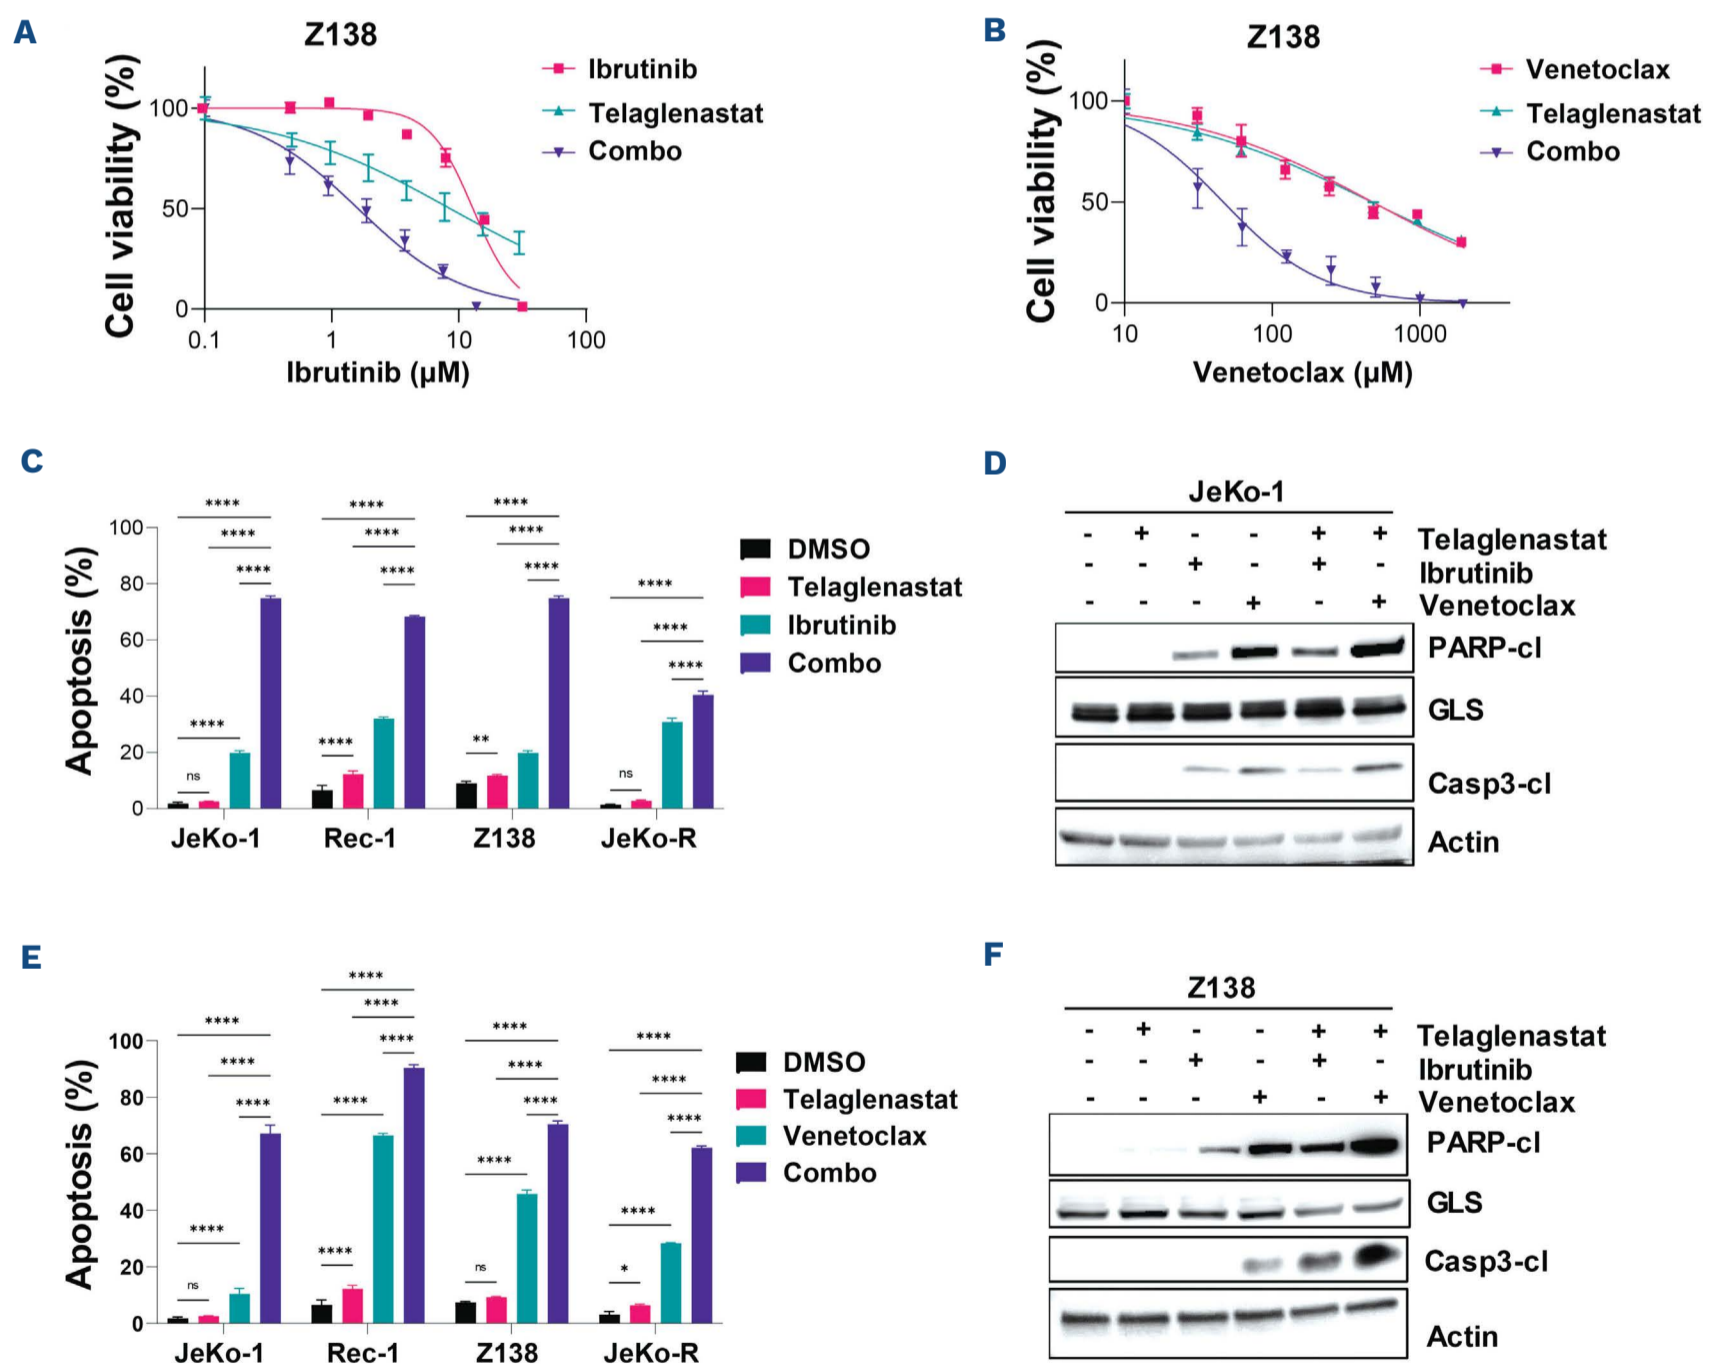 A
Z138
Cell viability (%)
100
50
0
0.1 1 10 100
Ibrutinib (µM)
Ibrutinib
Telaglenastat
Combo
B
Z138
Cell viability (%)
100
50
0
10 100 1000
Venetoclax (µM)
Venetoclax
Telaglenastat
Combo
C
Apoptosis (%)
100
80
60
40
20
0
**** **** **** ****
**** **** **** ****
**** **** **** ****
**** **** **
ns ns
JeKo-1 Rec-1 Z138 JeKo-R
DMSO
Telaglenastat
Ibrutinib
Combo
D
JeKo-1
- + - - + + Telaglenastat
- - + - + - Ibrutinib
- - - + - + Venetoclax
PARP-cl
GLS
Casp3-cl
Actin
E
Apoptosis (%)
100
80
60
40
20
0
**** **** **** ****
**** **** **** ****
**** **** **** ****
**** **** **** ****
ns **** ns *
JeKo-1 Rec-1 Z138 JeKo-R
DMSO
Telaglenastat
Venetoclax
Combo
F
Z138
- + - - + + Telaglenastat
- - + - + - Ibrutinib
- - - + - + Venetoclax
PARP-cl
GLS
Casp3-cl
Actin